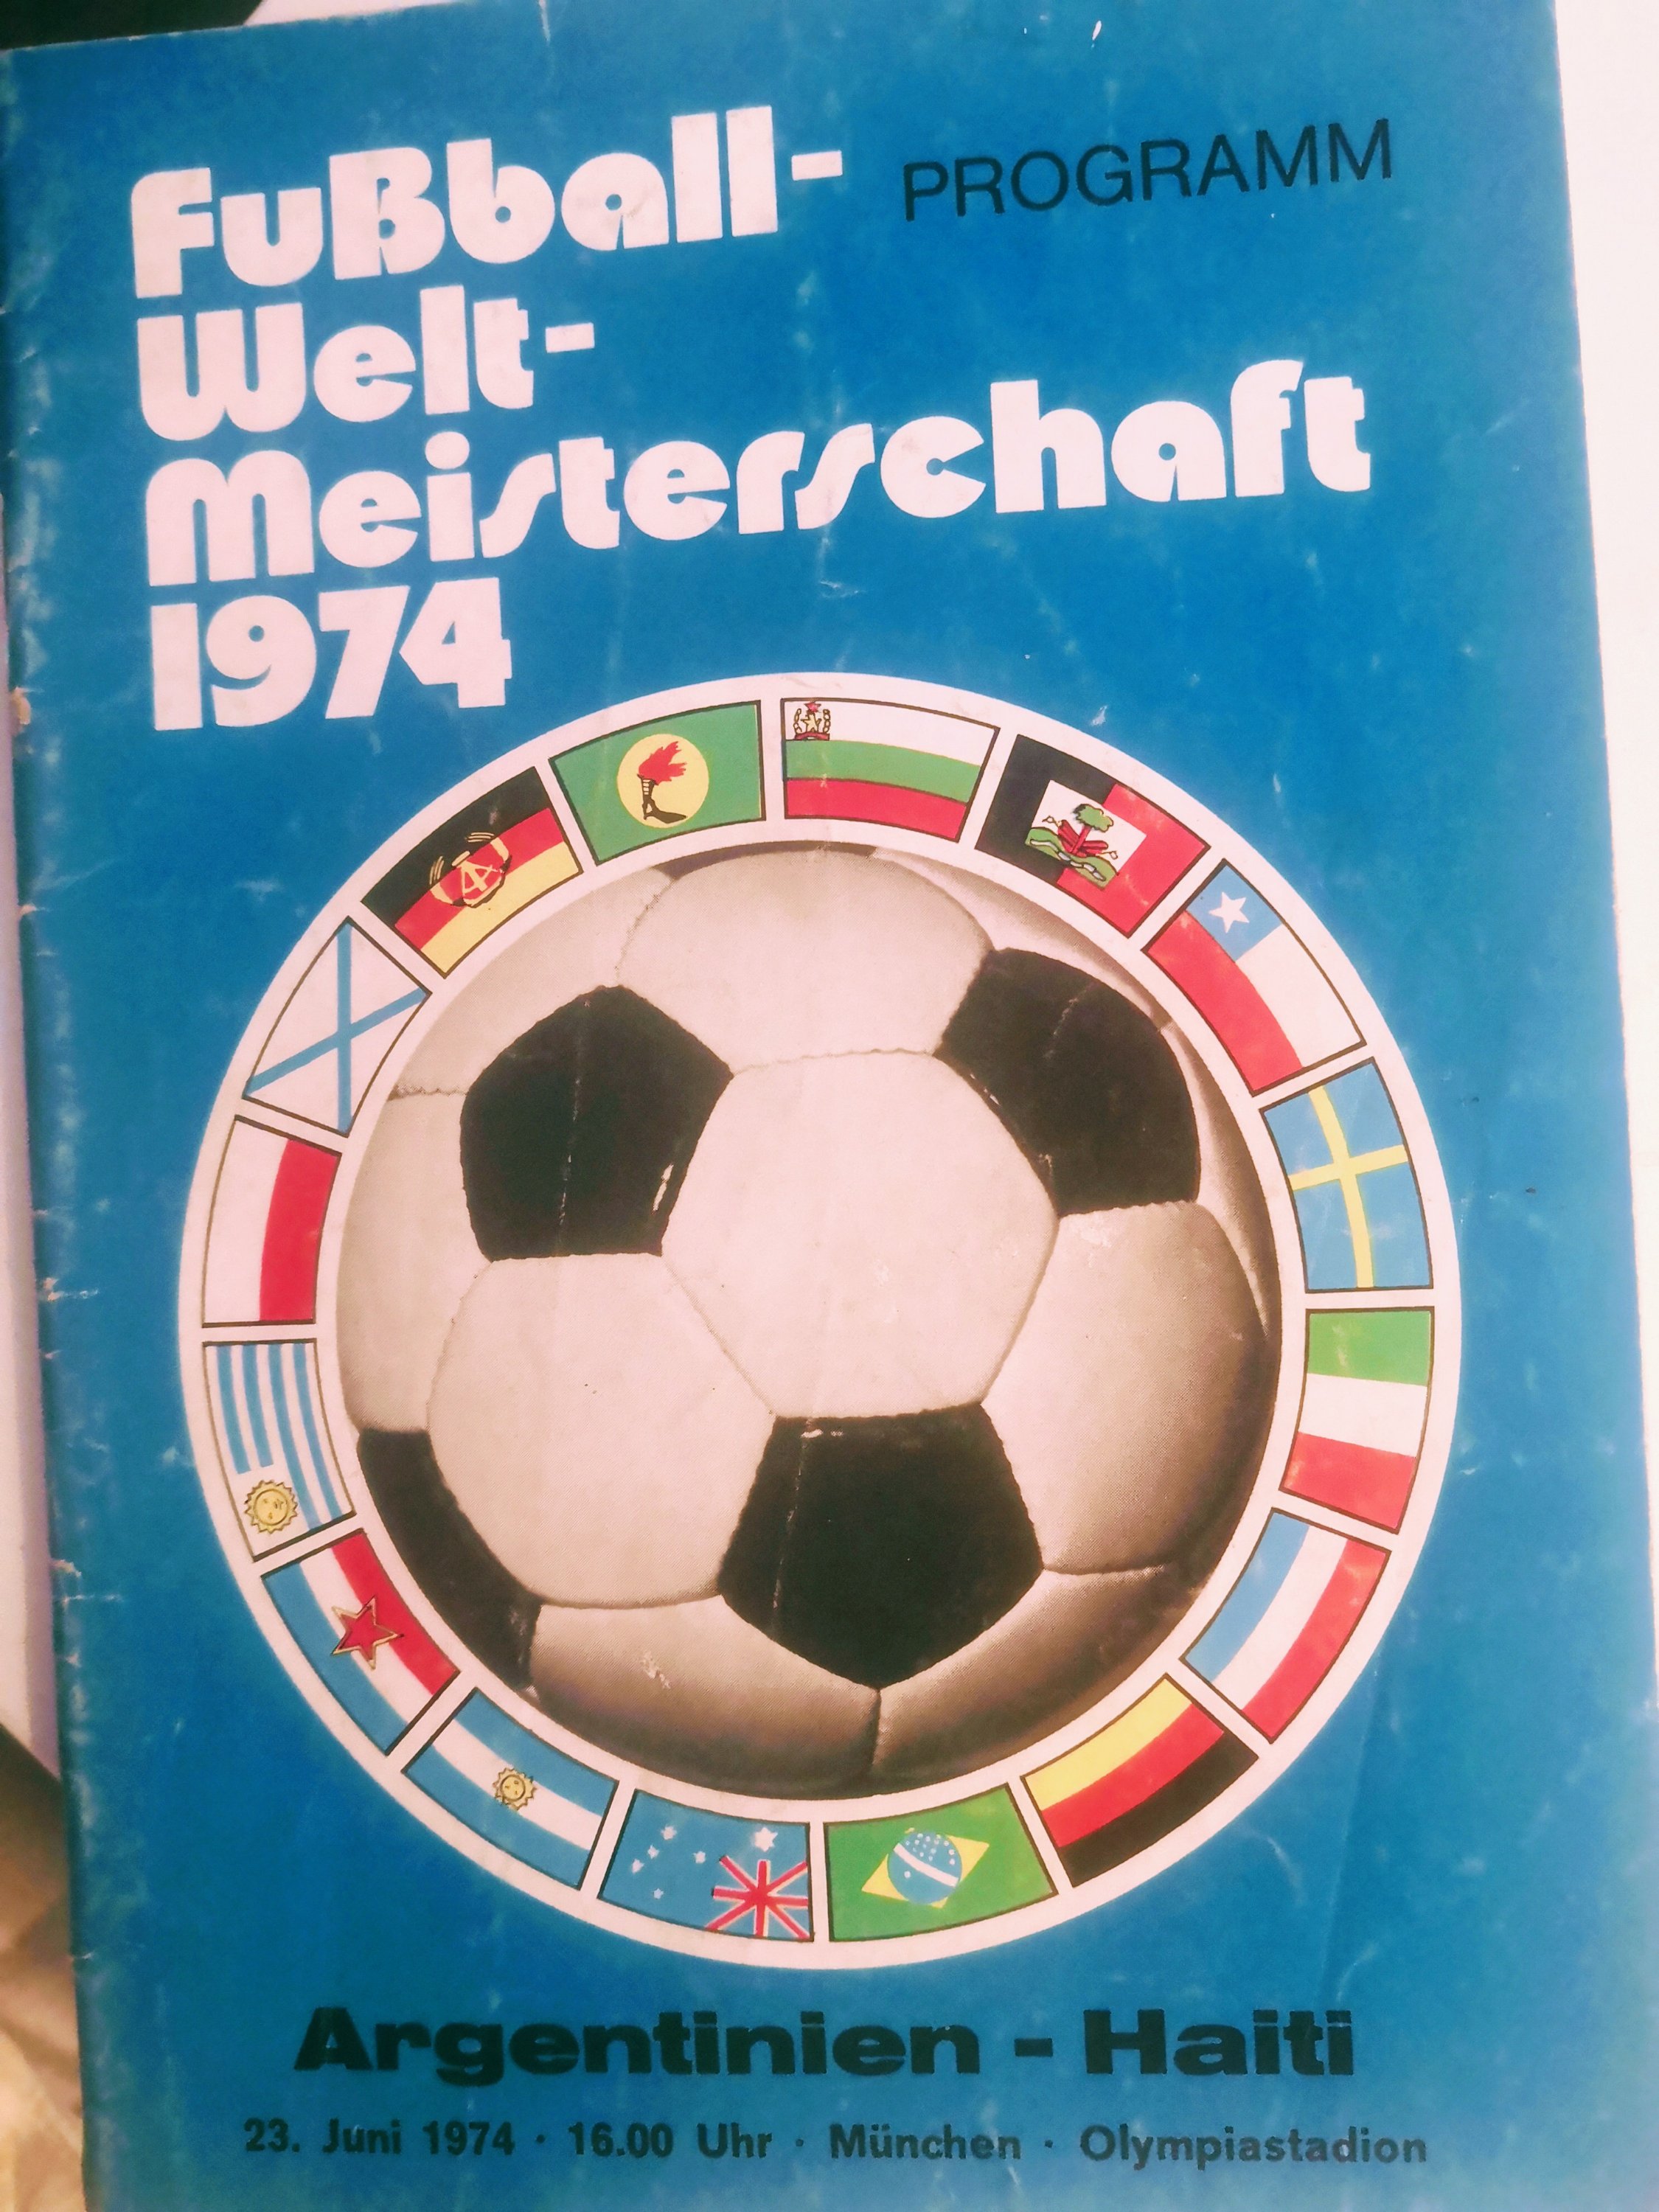 Fußball-
PROGRAMM
Welt-
Meisterschaft
1974
Argentinien - Haiti
23. Juni 1974 · 16.00 Uhr · München · Olympiastadion